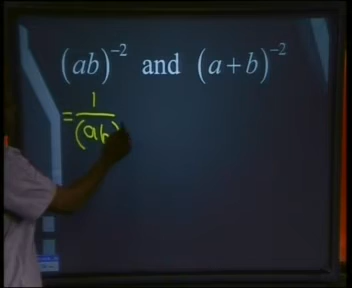 (ab)⁻² and (a+b)⁻²
= 1/(ab)